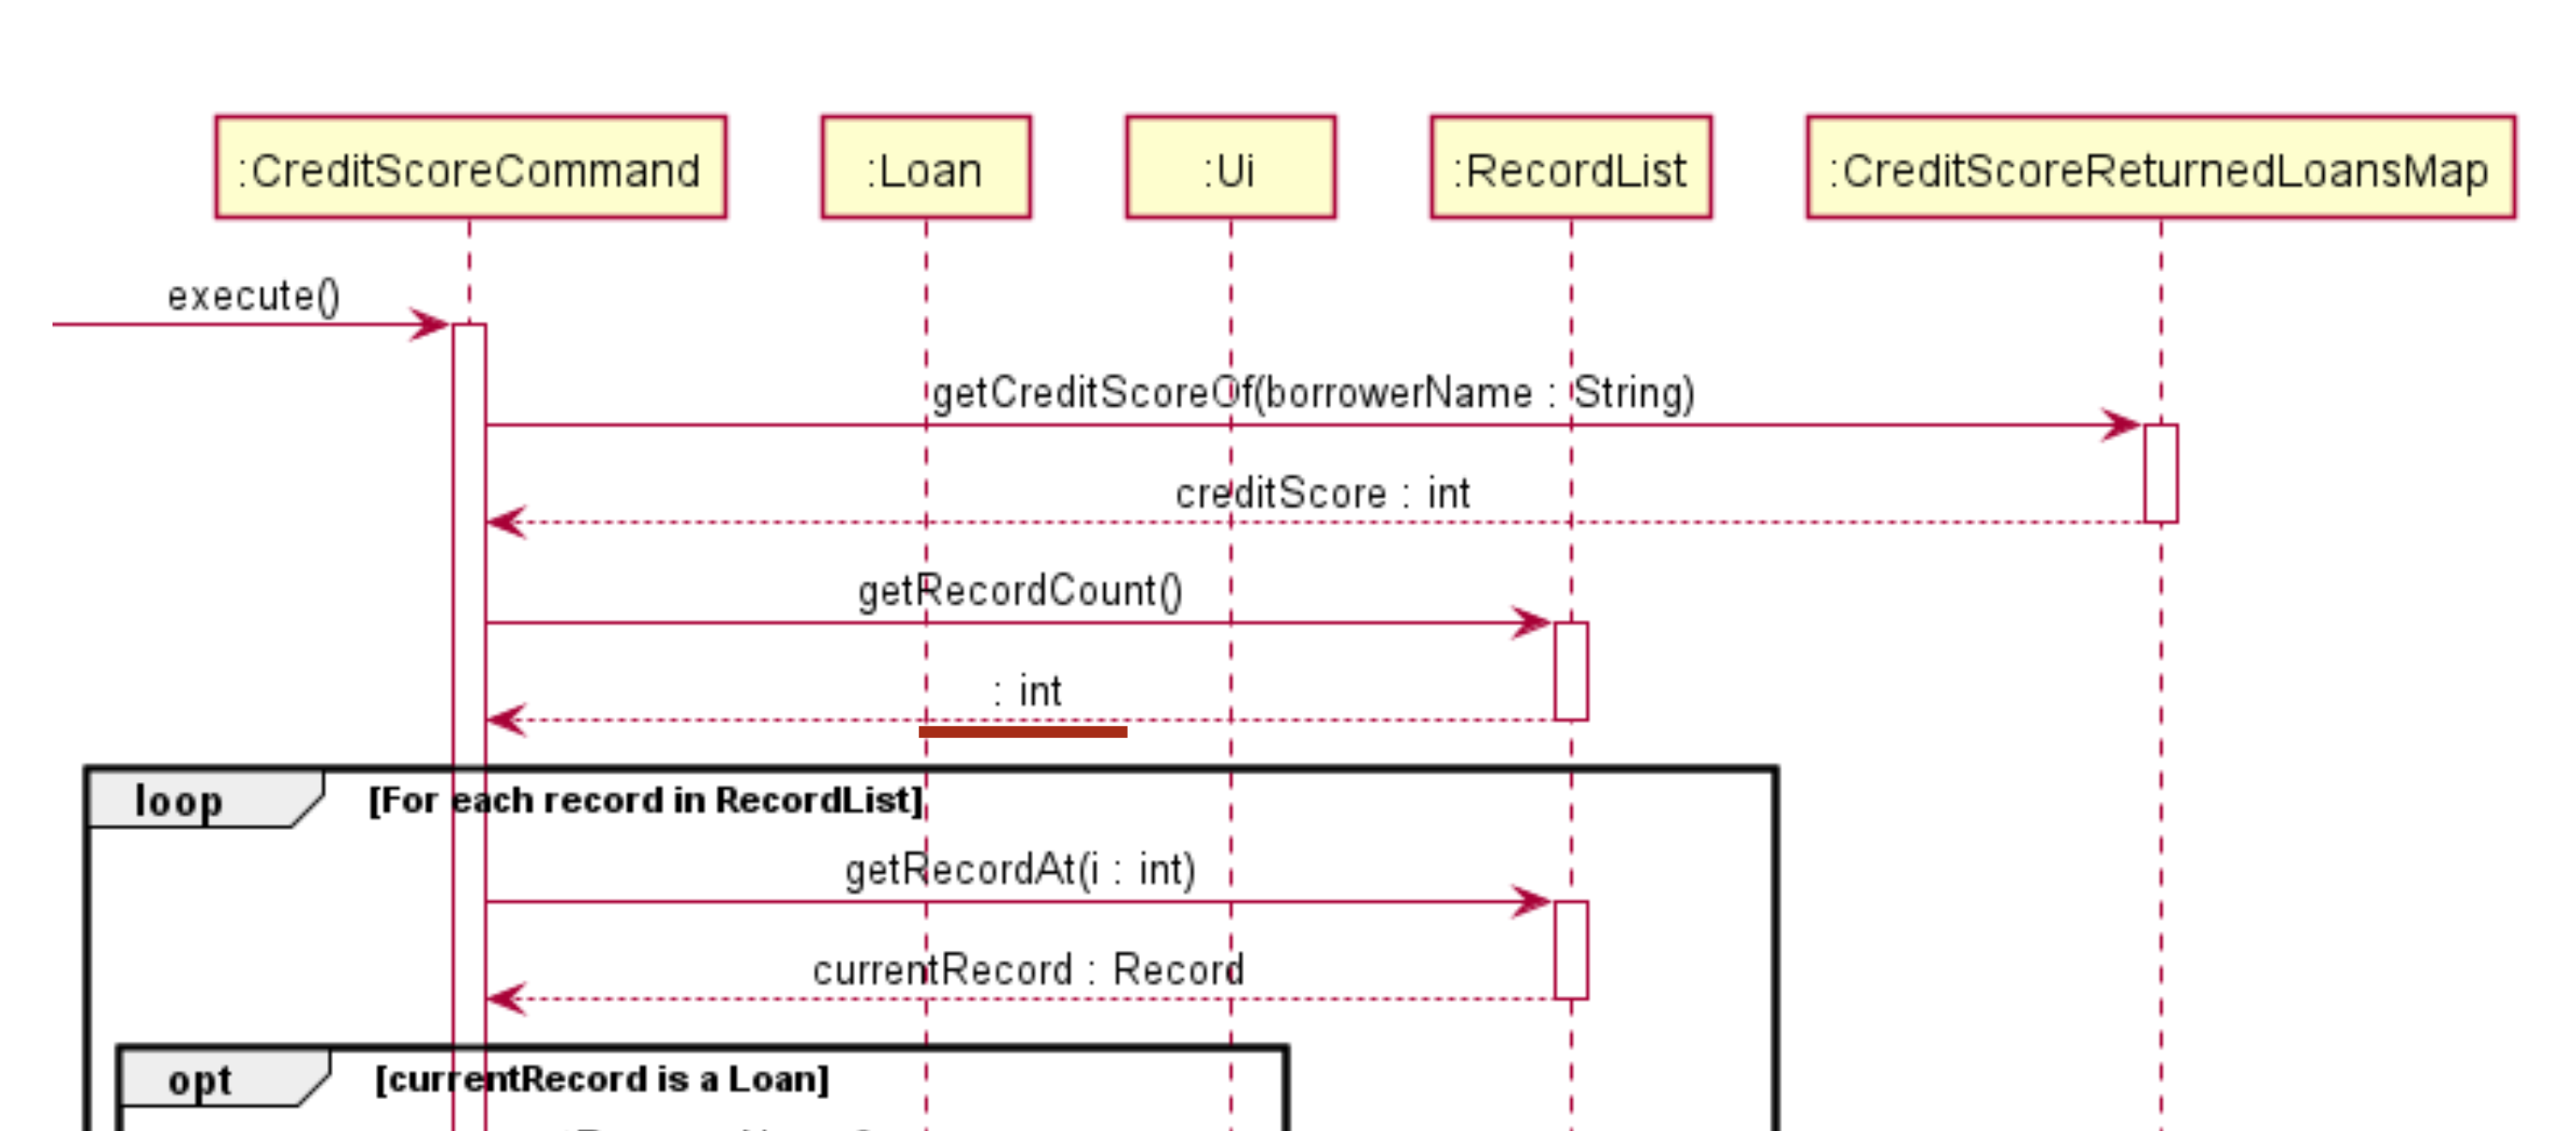 :CreditScoreCommand :Loan :Ui :RecordList :CreditScoreReturnedLoansMap
execute()
getCreditScoreOf(borrowerName : String)
creditScore : int
getRecordCount()
: int
loop [For each record in RecordList]
getRecordAt(i : int)
currentRecord : Record
opt [currentRecord is a Loan]